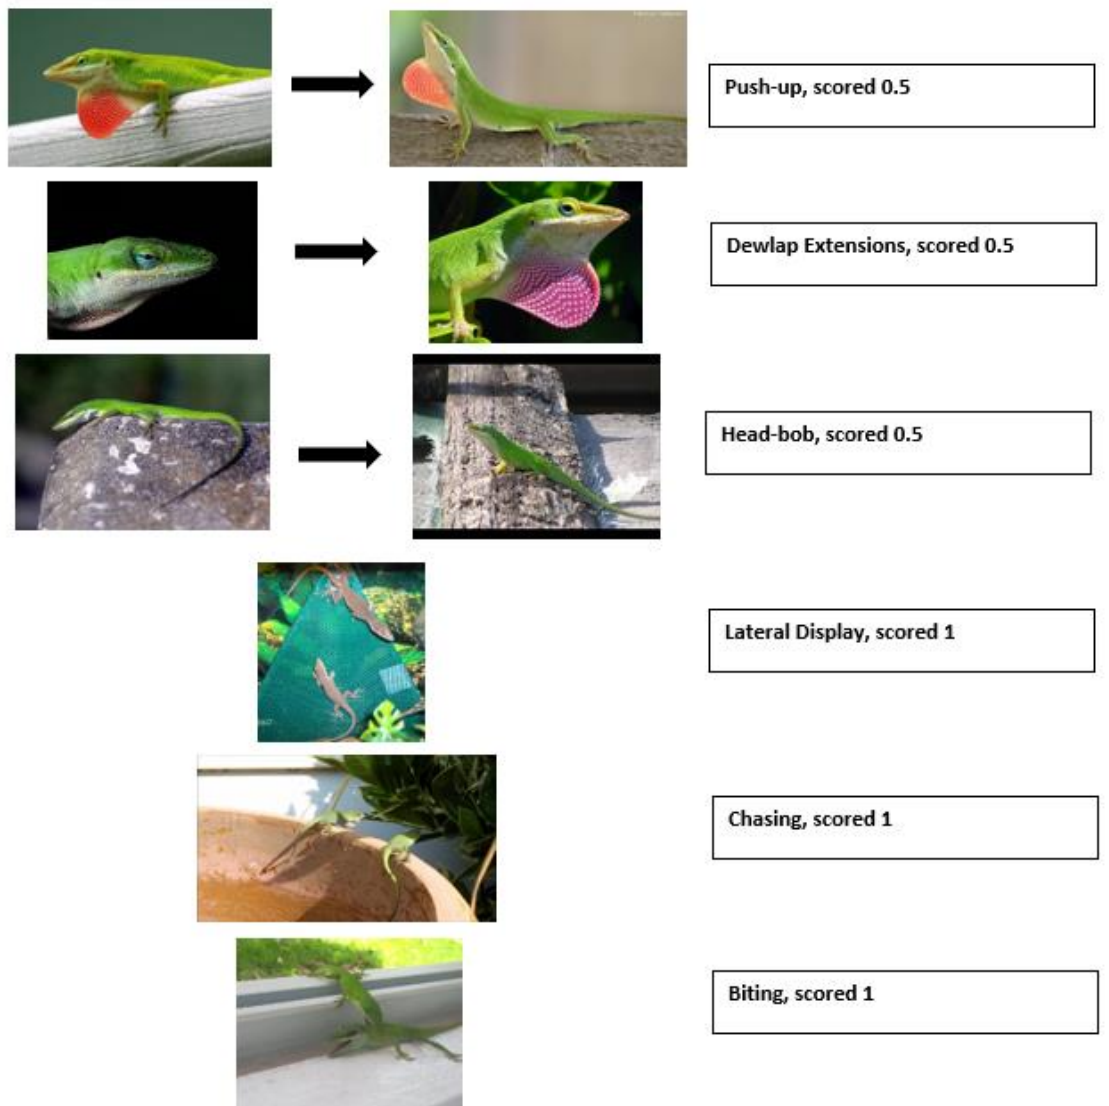 Push-up, scored 0.5
Dewlap Extensions, scored 0.5
Head-bob, scored 0.5
Lateral Display, scored 1
Chasing, scored 1
Biting, scored 1